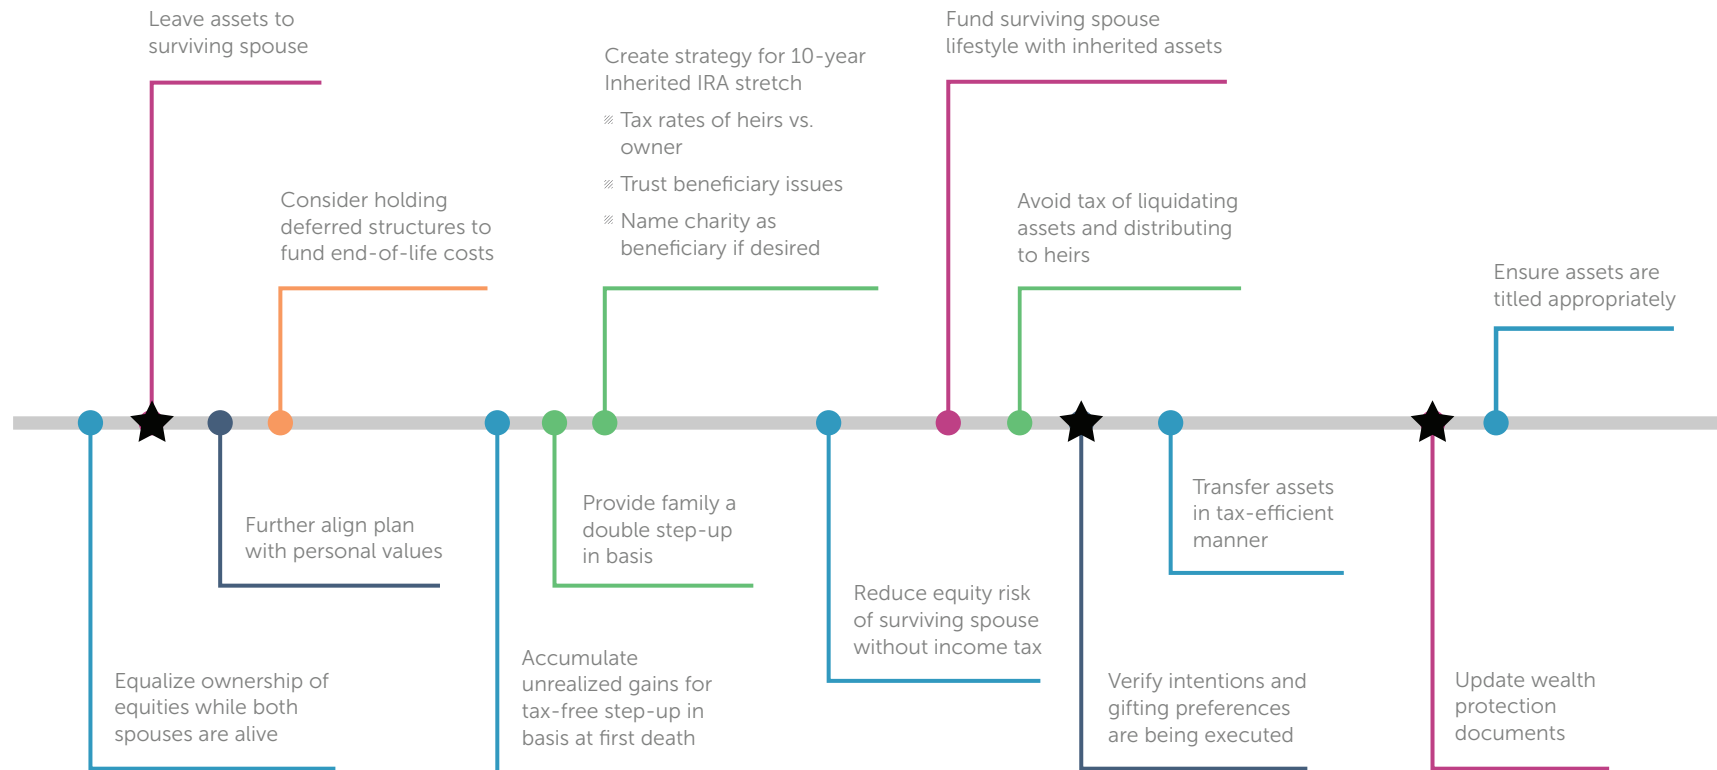 Leave assets to
surviving spouse
Fund surviving spouse
lifestyle with inherited assets
Create strategy for 10-year
Inherited IRA stretch
Tax rates of heirs vs.
owner
Trust beneficiary issues
Name charity as
beneficiary if desired
Consider holding
deferred structures to
fund end-of-life costs
Avoid tax of liquidating
assets and distributing
to heirs
Ensure assets are
titled appropriately
Further align plan
with personal values
Provide family a
double step-up
in basis
Transfer assets
in tax-efficient
manner
Reduce equity risk
of surviving spouse
without income tax
Equalize ownership of
equities while both
spouses are alive
Accumulate
unrealized gains for
tax-free step-up in
basis at first death
Verify intentions and
gifting preferences
are being executed
Update wealth
protection
documents